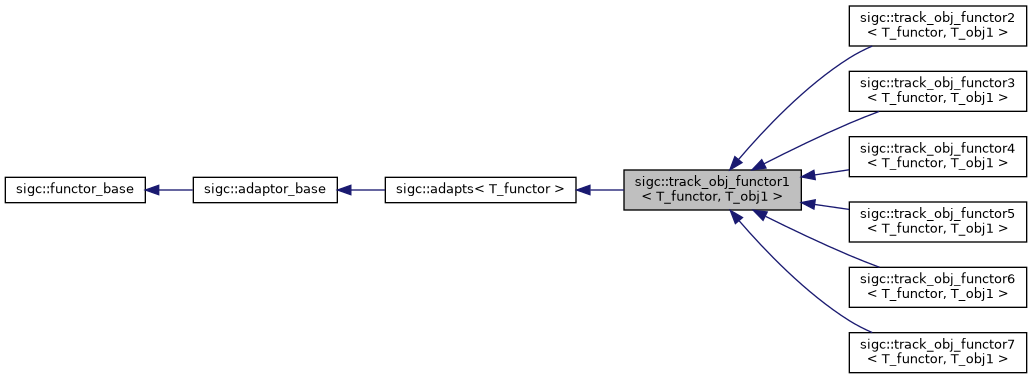 sigc::functor_base
sigc::adaptor_base
sigc::adapts< T_functor >
sigc::track_obj_functor1
< T_functor, T_obj1 >
sigc::track_obj_functor2
< T_functor, T_obj1 >
sigc::track_obj_functor3
< T_functor, T_obj1 >
sigc::track_obj_functor4
< T_functor, T_obj1 >
sigc::track_obj_functor5
< T_functor, T_obj1 >
sigc::track_obj_functor6
< T_functor, T_obj1 >
sigc::track_obj_functor7
< T_functor, T_obj1 >